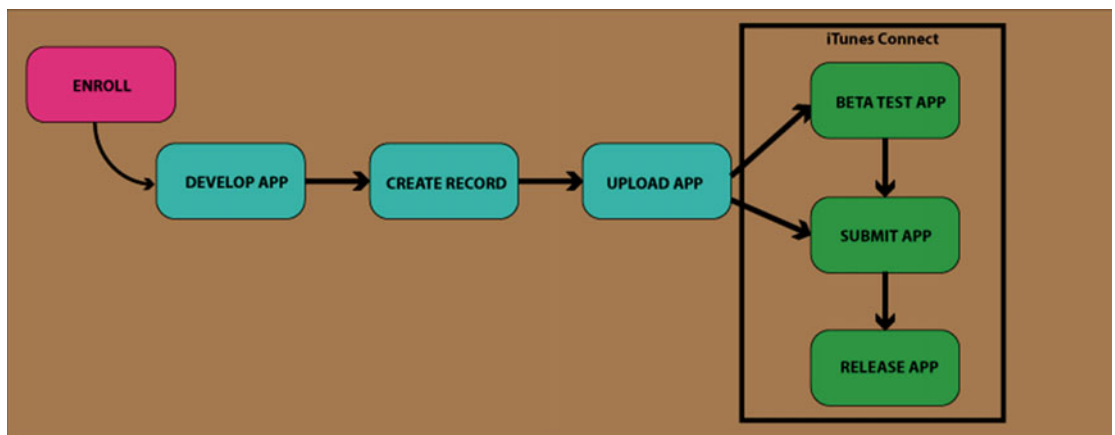 iTunes Connect
ENROLL
BETA TEST APP
DEVELOP APP
CREATE RECORD
UPLOAD APP
SUBMIT APP
RELEASE APP